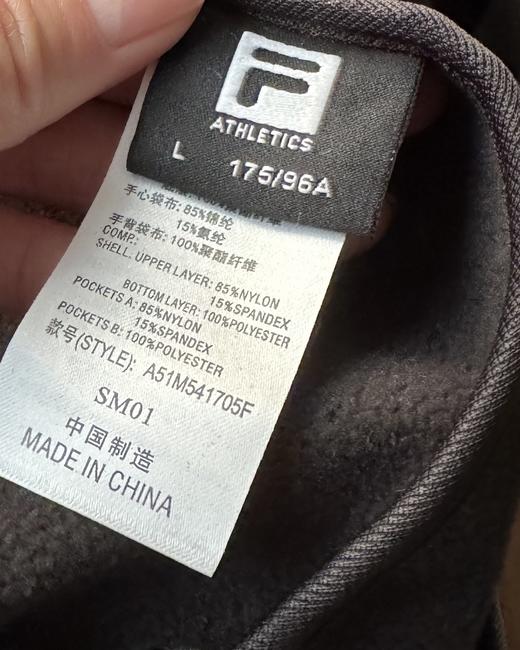 F
ATHLETICS
L 175/96A
手心袋布: 85%锦纶
15%氨纶
手背袋布: 100%聚酯纤维
COMP.:
SHELL: UPPER LAYER: 85%NYLON
15%SPANDEX
BOTTOM LAYER: 100%POLYESTER
POCKETS A: 85%NYLON
15%SPANDEX
POCKETS B: 100%POLYESTER
款号(STYLE): A51M541705F
SM01
中国制造
MADE IN CHINA